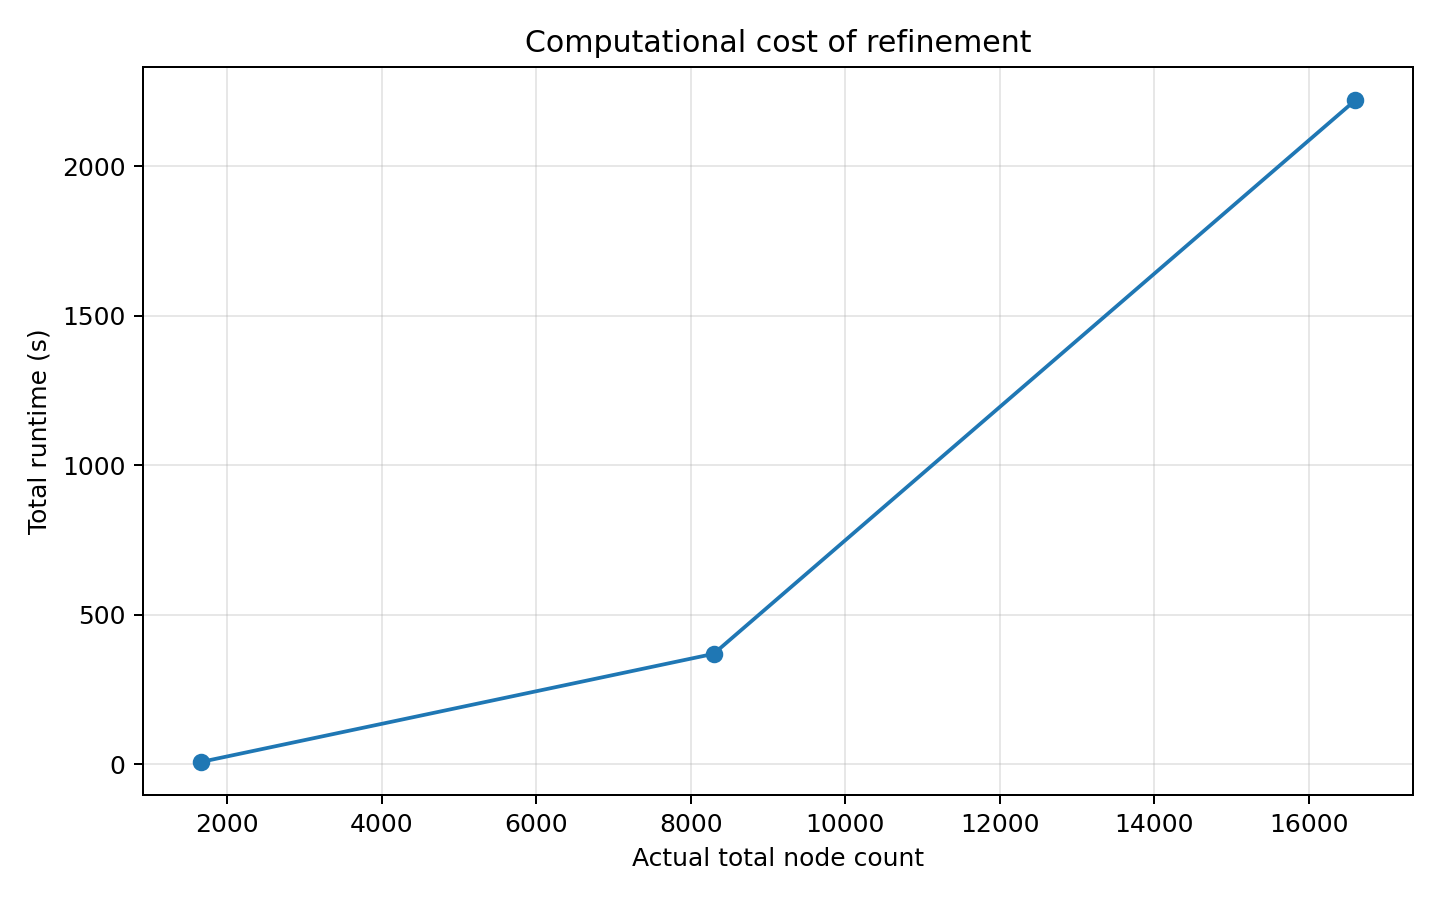 Computational cost of refinement
2000
1500
1000
500
0
Total runtime (s)
2000 4000 6000 8000 10000 12000 14000 16000
Actual total node count